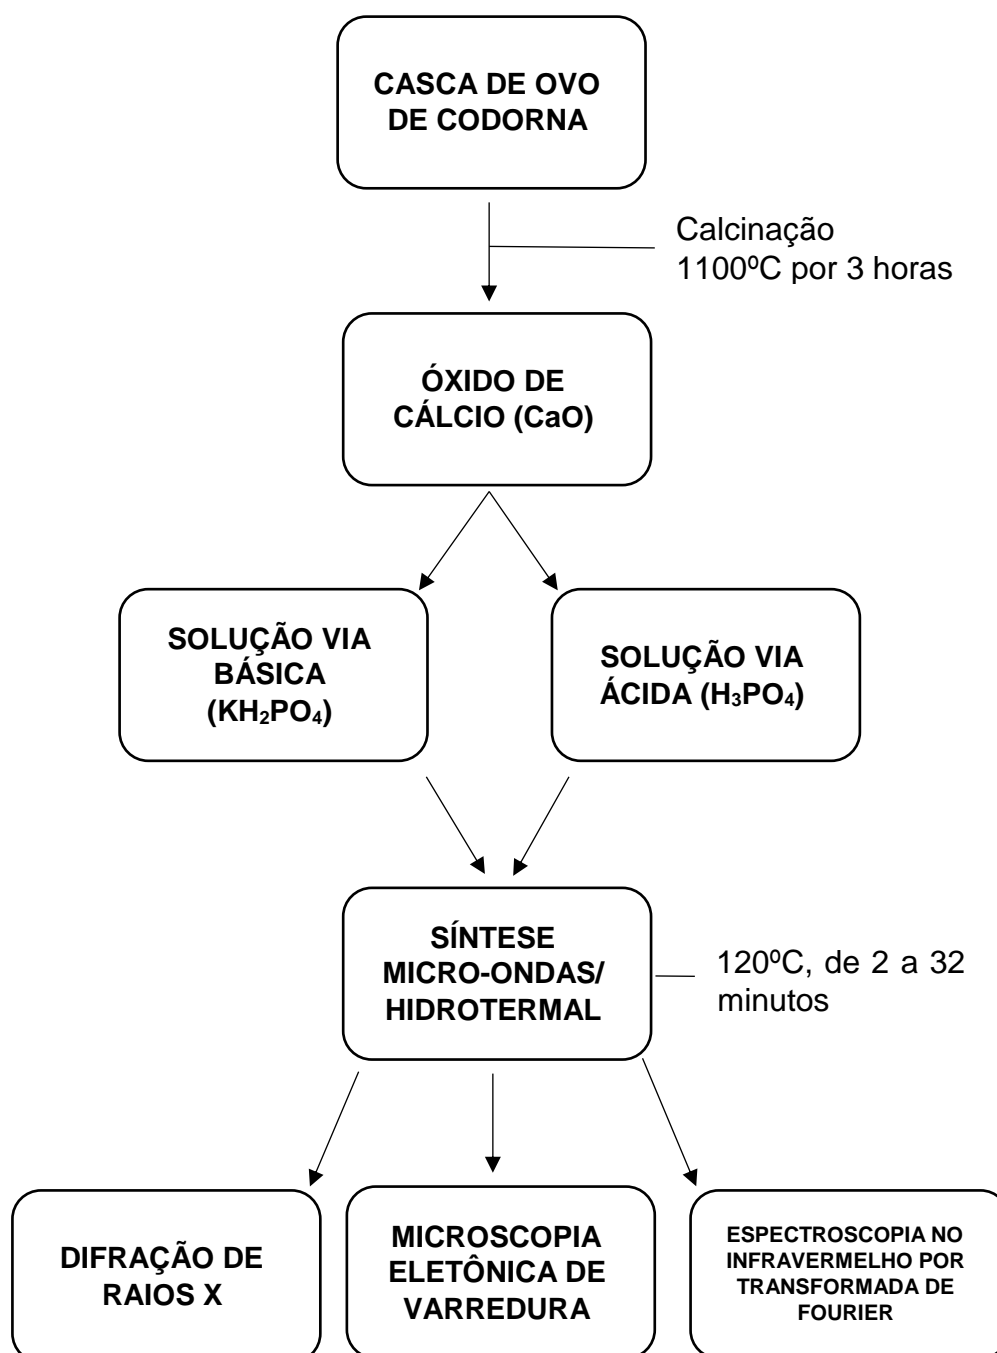 CASCA DE OVO
DE CODORNA
Calcinação
1100ºC por 3 horas
ÓXIDO DE
CÁLCIO (CaO)
SOLUÇÃO VIA
BÁSICA
(KH₂PO₄)
SOLUÇÃO VIA
ÁCIDA (H₃PO₄)
SÍNTESE
MICRO-ONDAS/
HIDROTERMAL
120ºC, de 2 a 32
minutos
DIFRAÇÃO DE
RAIOS X
MICROSCOPIA
ELETÔNICA DE
VARREDURA
ESPECTROSCOPIA NO
INFRAVERMELHO POR
TRANSFORMADA DE
FOURIER